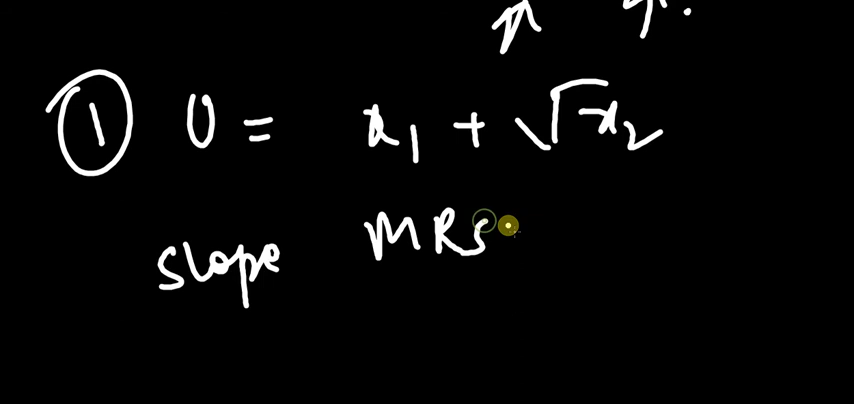 ① U = x₁ + √x₂
slope MRS